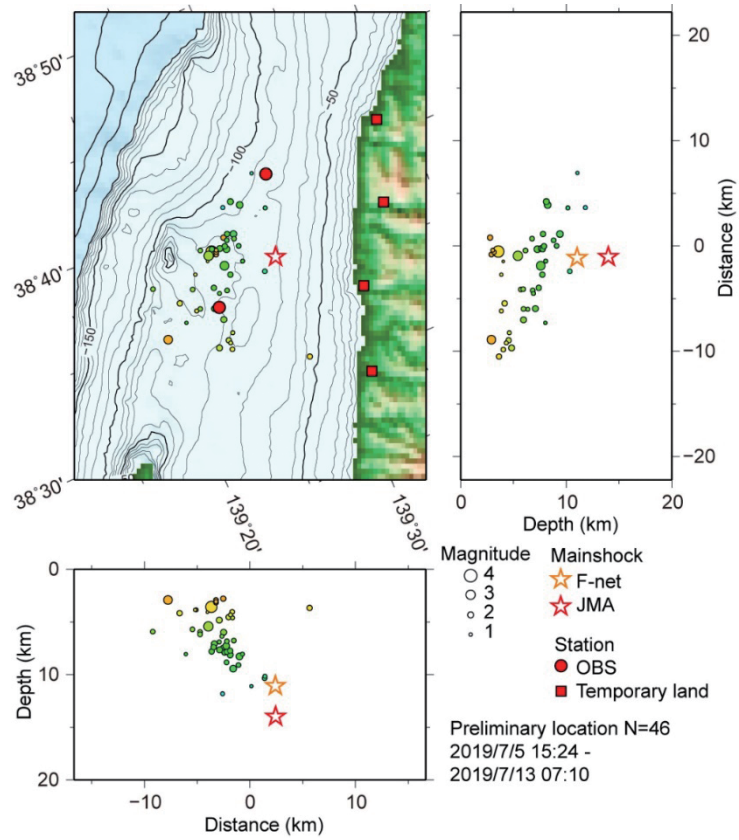 38°50'
38°40'
38°30'
139°20'
139°30'
−50
−100
−150
20
10
0
−10
−20
Distance (km)
0
10
20
Depth (km)
0
10
20
Depth (km)
−10
0
10
Distance (km)
Magnitude
4
3
2
1
Mainshock
F-net
JMA
Station
OBS
Temporary land
Preliminary location N=46
2019/7/5 15:24 -
2019/7/13 07:10